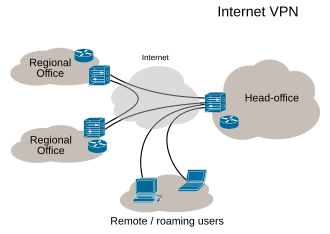 Internet VPN
Internet
Regional
Office
Head-office
Regional
Office
Remote / roaming users